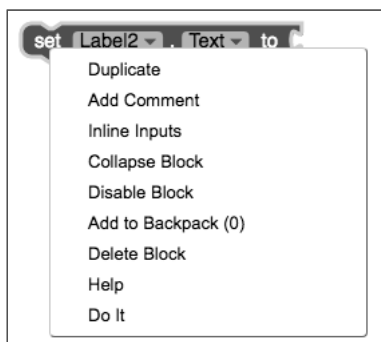 set Label2 . Text to
Duplicate
Add Comment
Inline Inputs
Collapse Block
Disable Block
Add to Backpack (0)
Delete Block
Help
Do It